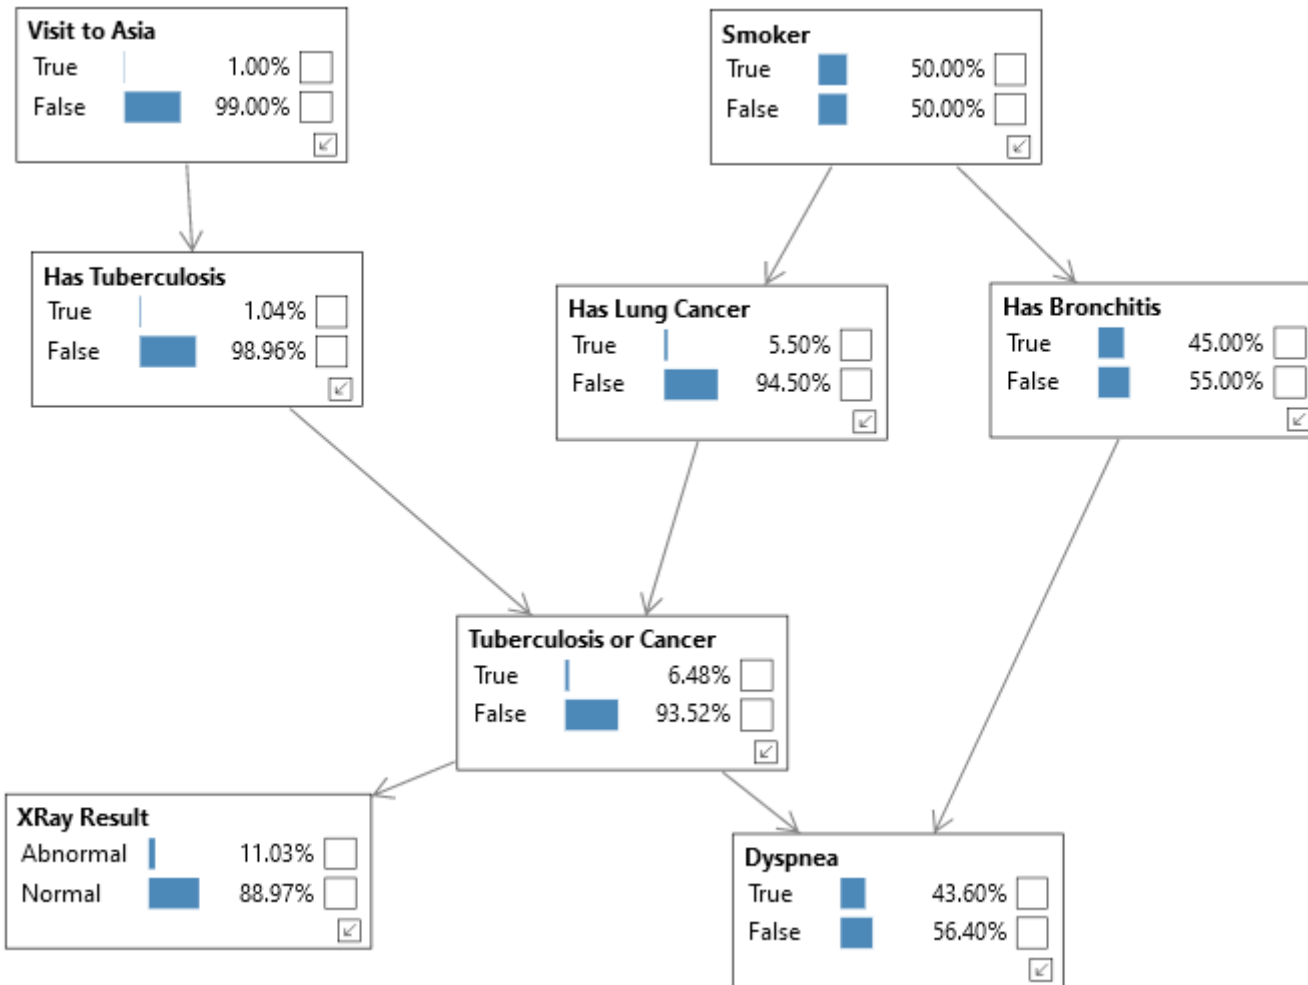 Visit to Asia
True 1.00%
False 99.00%
Smoker
True 50.00%
False 50.00%
Has Tuberculosis
True 1.04%
False 98.96%
Has Lung Cancer
True 5.50%
False 94.50%
Has Bronchitis
True 45.00%
False 55.00%
Tuberculosis or Cancer
True 6.48%
False 93.52%
XRay Result
Abnormal 11.03%
Normal 88.97%
Dyspnea
True 43.60%
False 56.40%